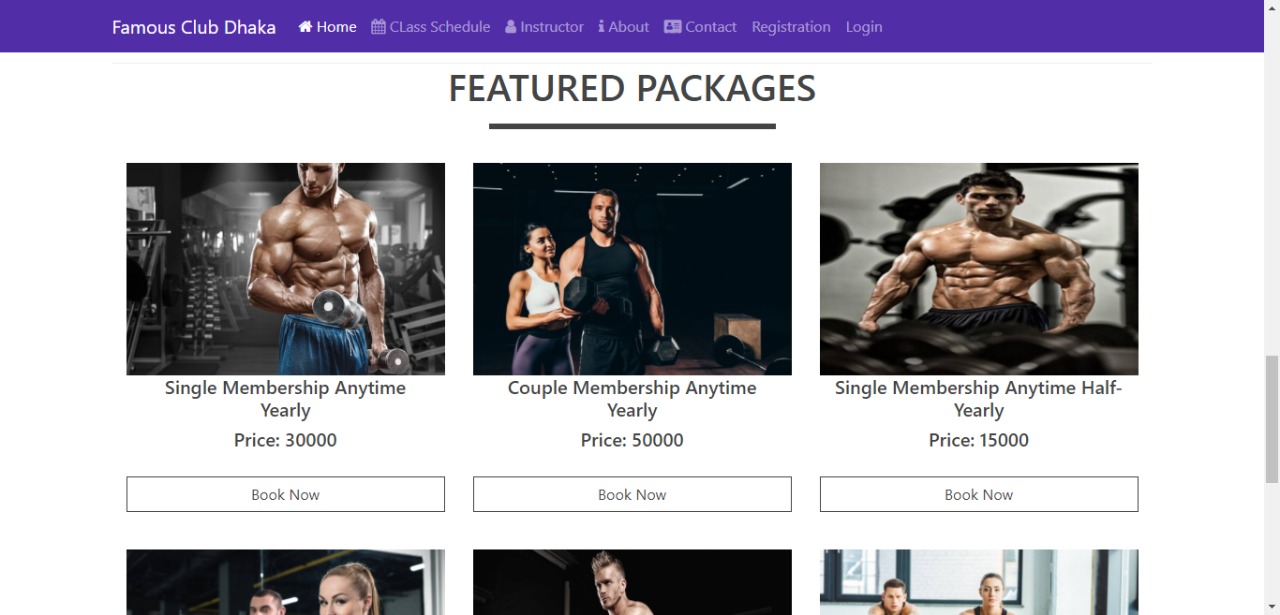 Famous Club Dhaka Home CLass Schedule Instructor About Contact Registration Login
FEATURED PACKAGES
Single Membership Anytime
Yearly
Price: 30000
Book Now
Couple Membership Anytime
Yearly
Price: 50000
Book Now
Single Membership Anytime Half-
Yearly
Price: 15000
Book Now